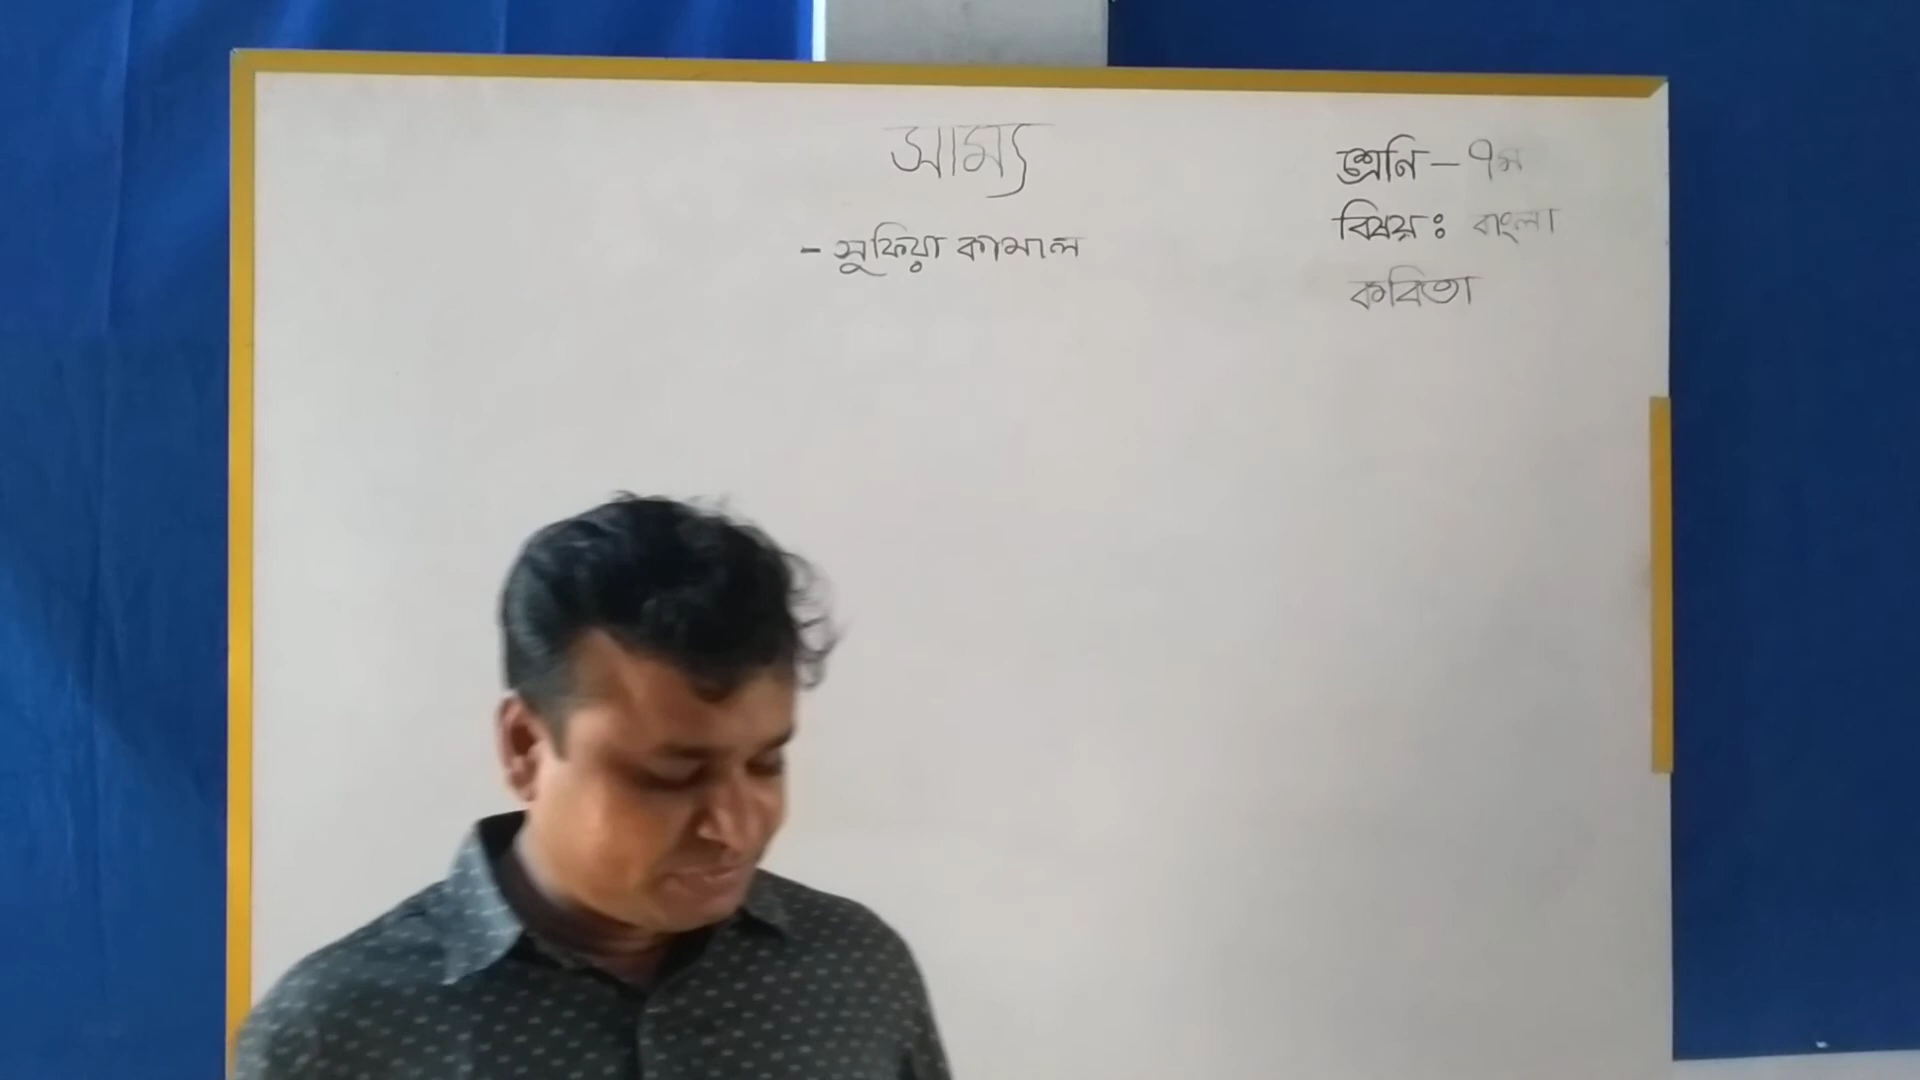 সাম্য
- সুফিয়া কামাল
শ্রেনি - ৭ম
বিষয়ঃ বাংলা
কবিতা